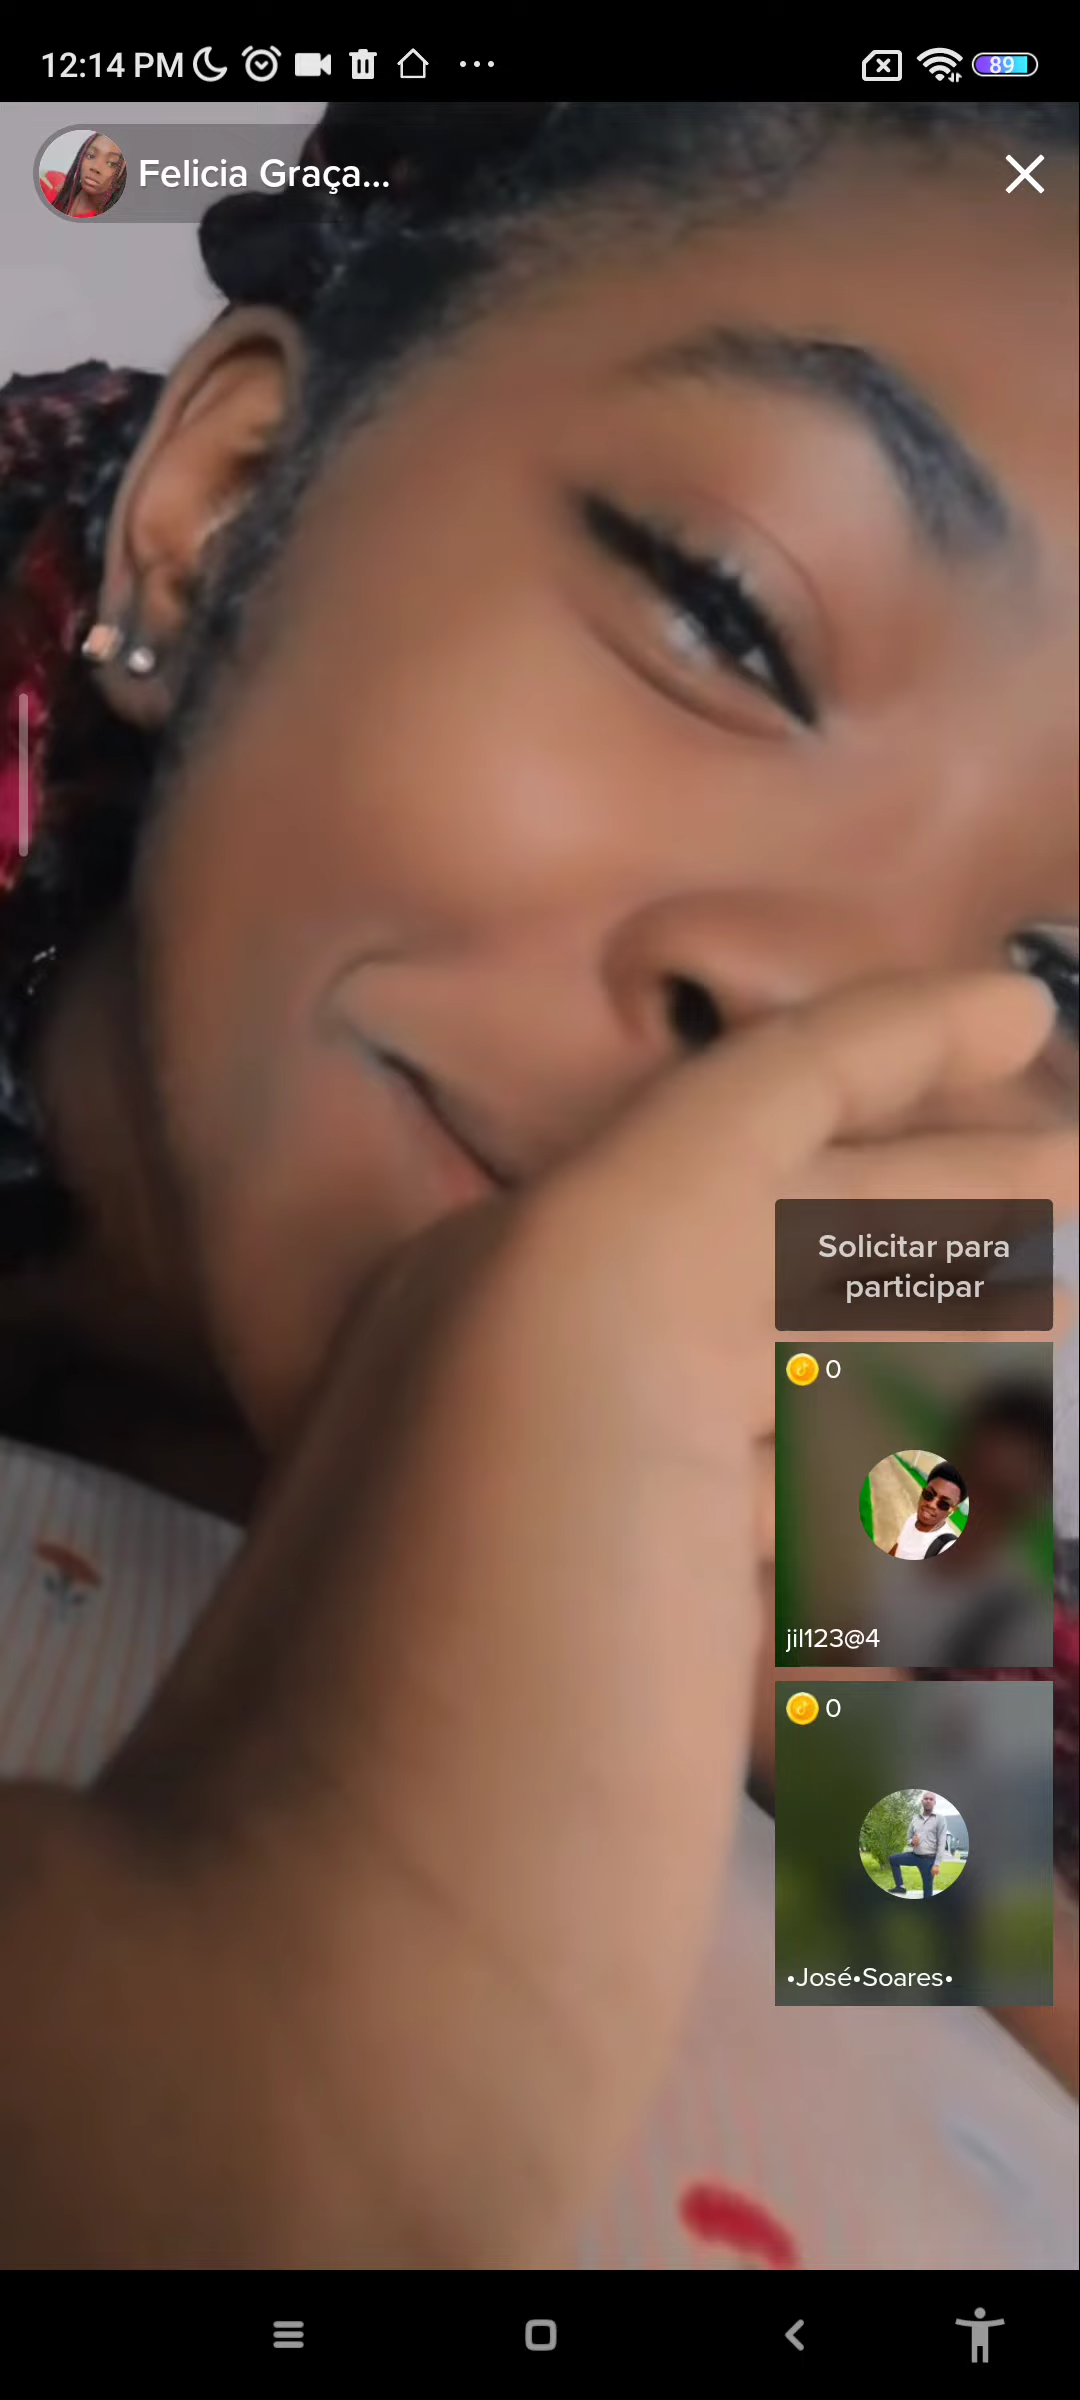 12:14 PM
89
Felicia Graça...
Solicitar para
participar
0
jil123@4
0
•José•Soares•